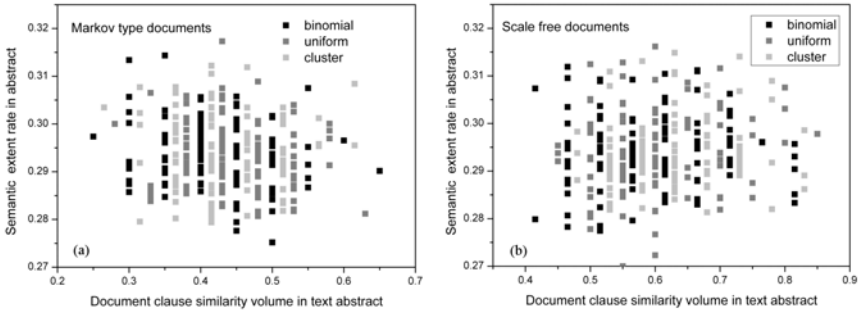 0.32
0.31
0.30
0.29
0.28
0.27
Semantic extent rate in abstract
Markov type documents
binomial
uniform
cluster
(a)
0.2 0.3 0.4 0.5 0.6 0.7
Document clause similarity volume in text abstract
0.32
0.31
0.30
0.29
0.28
0.27
Semantic extent rate in abstract
Scale free documents
binomial
uniform
cluster
(b)
0.4 0.5 0.6 0.7 0.8 0.9
Document clause similarity volume in text abstract